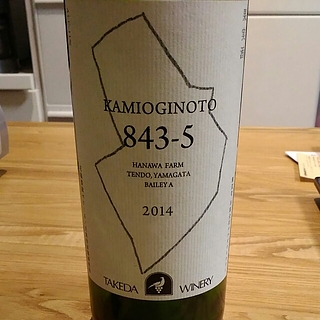 KAMIOGINOTO
843-5
HANAWA FARM
TENDO, YAMAGATA
BAILEY A
2014
TAKEDA WINERY